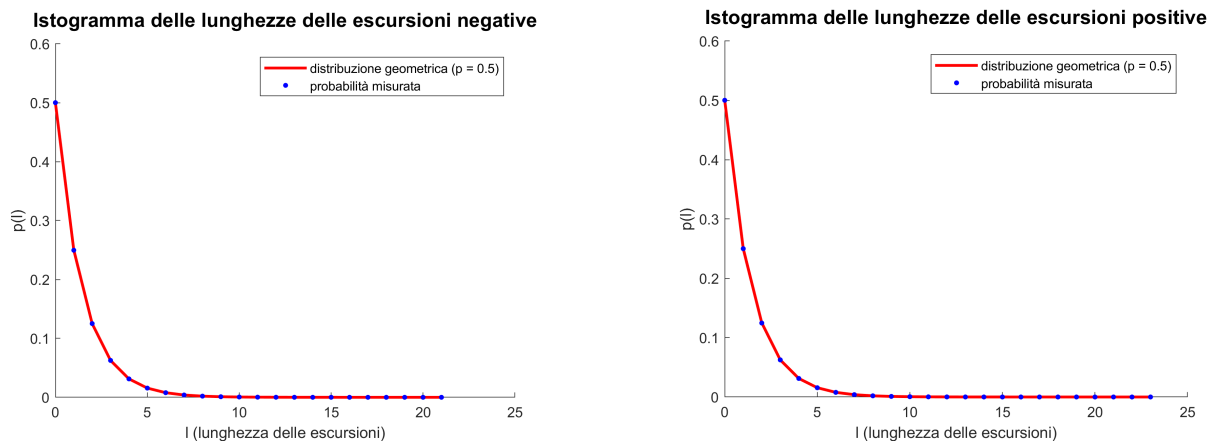 Istogramma delle lunghezze delle escursioni negative
0.6
0.5
0.4
0.3
0.2
0.1
0
p(l)
distribuzione geometrica (p = 0.5)
probabilità misurata
0 5 10 15 20 25
l (lunghezza delle escursioni)
Istogramma delle lunghezze delle escursioni positive
0.6
0.5
0.4
0.3
0.2
0.1
0
p(l)
distribuzione geometrica (p = 0.5)
probabilità misurata
0 5 10 15 20 25
l (lunghezza delle escursioni)